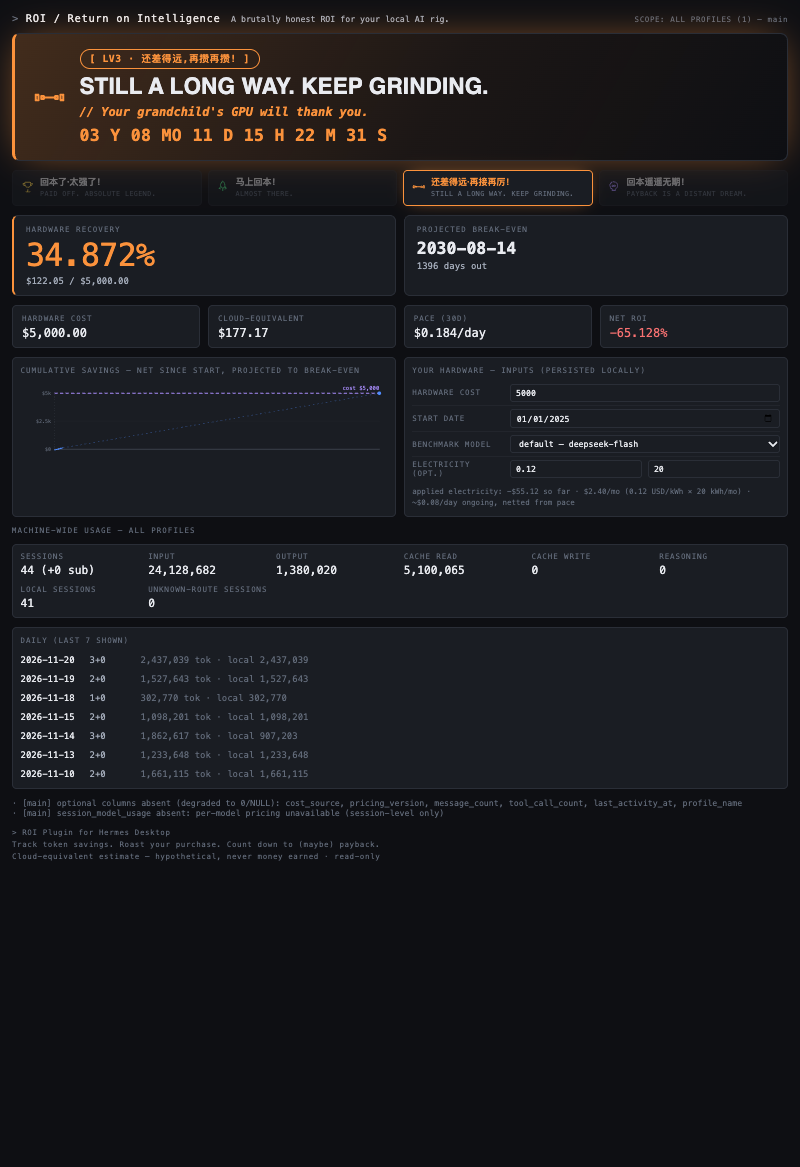 > ROI / Return on Intelligence A brutally honest ROI for your local AI rig. SCOPE: ALL PROFILES (1) — main
[ LV3 · 还差得远,再攒再攒! ]
STILL A LONG WAY. KEEP GRINDING.
// Your grandchild's GPU will thank you.
03 Y 08 MO 11 D 15 H 22 M 31 S
回本了·太强了!
PAID OFF. ABSOLUTE LEGEND.
马上回本!
ALMOST THERE.
还差得远·再接再厉!
STILL A LONG WAY. KEEP GRINDING.
回本遥遥无期!
PAYBACK IS A DISTANT DREAM.
HARDWARE RECOVERY
34.872%
$122.05 / $5,000.00
PROJECTED BREAK-EVEN
2030-08-14
1396 days out
HARDWARE COST
$5,000.00
CLOUD-EQUIVALENT
$177.17
PACE (30D)
$0.184/day
NET ROI
-65.128%
CUMULATIVE SAVINGS — NET SINCE START, PROJECTED TO BREAK-EVEN
cost $5,000
$5k
$2.5k
$0
YOUR HARDWARE — INPUTS (PERSISTED LOCALLY)
HARDWARE COST 5000
START DATE 01/01/2025
BENCHMARK MODEL default — deepseek-flash
ELECTRICITY (OPT.) 0.12 20
applied electricity: -$55.12 so far · $2.40/mo (0.12 USD/kWh × 20 kWh/mo) ·
~$0.08/day ongoing, netted from pace
MACHINE-WIDE USAGE — ALL PROFILES
SESSIONS INPUT OUTPUT CACHE READ CACHE WRITE REASONING
44 (+0 sub) 24,128,682 1,380,020 5,100,065 0 0
LOCAL SESSIONS UNKNOWN-ROUTE SESSIONS
41 0
DAILY (LAST 7 SHOWN)
2026-11-20 3+0 2,437,039 tok · local 2,437,039
2026-11-19 2+0 1,527,643 tok · local 1,527,643
2026-11-18 1+0 302,770 tok · local 302,770
2026-11-15 2+0 1,098,201 tok · local 1,098,201
2026-11-14 3+0 1,862,617 tok · local 907,203
2026-11-13 2+0 1,233,648 tok · local 1,233,648
2026-11-10 2+0 1,661,115 tok · local 1,661,115
· [main] optional columns absent (degraded to 0/NULL): cost_source, pricing_version, message_count, tool_call_count, last_activity_at, profile_name
· [main] session_model_usage absent: per-model pricing unavailable (session-level only)
> ROI Plugin for Hermes Desktop
Track token savings. Roast your purchase. Count down to (maybe) payback.
Cloud-equivalent estimate — hypothetical, never money earned · read-only